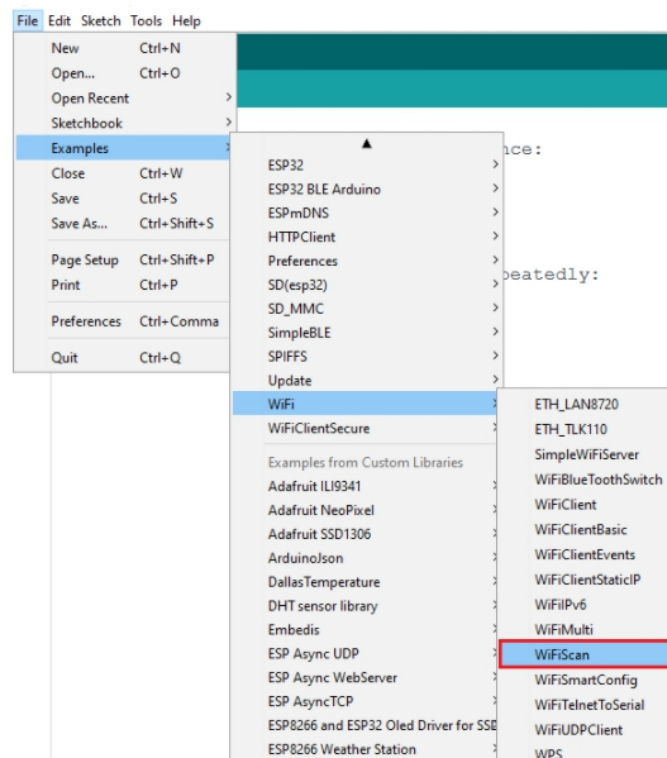 File Edit Sketch Tools Help
New Ctrl+N
Open... Ctrl+O
Open Recent
Sketchbook
Examples
Close Ctrl+W
Save Ctrl+S
Save As... Ctrl+Shift+S
Page Setup Ctrl+Shift+P
Print Ctrl+P
Preferences Ctrl+Comma
Quit Ctrl+Q
nce:
peatedly:
ESP32
ESP32 BLE Arduino
ESPmDNS
HTTPClient
Preferences
SD(esp32)
SD_MMC
SimpleBLE
SPIFFS
Update
WiFi
WiFiClientSecure
Examples from Custom Libraries
Adafruit ILI9341
Adafruit NeoPixel
Adafruit SSD1306
ArduinoJson
DallasTemperature
DHT sensor library
Embedis
ESP Async UDP
ESP Async WebServer
ESP AsyncTCP
ESP8266 and ESP32 Oled Driver for SSD
ESP8266 Weather Station
ETH_LAN8720
ETH_TLK110
SimpleWiFiServer
WiFiBlueToothSwitch
WiFiClient
WiFiClientBasic
WiFiClientEvents
WiFiClientStaticIP
WiFiIPv6
WiFiMulti
WiFiScan
WiFiSmartConfig
WiFiTelnetToSerial
WiFiUDPClient
WPS